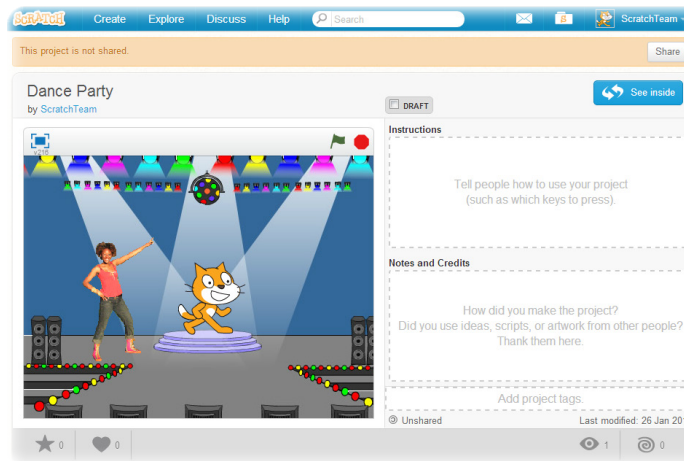 SCRATCH Create Explore Discuss Help Search ScratchTeam
This project is not shared. Share
Dance Party
by ScratchTeam
DRAFT
See inside
v216
Instructions
Tell people how to use your project
(such as which keys to press).
Notes and Credits
How did you make the project?
Did you use ideas, scripts, or artwork from other people?
Thank them here.
Add project tags.
Unshared Last modified: 26 Jan 201
0 0 1 0